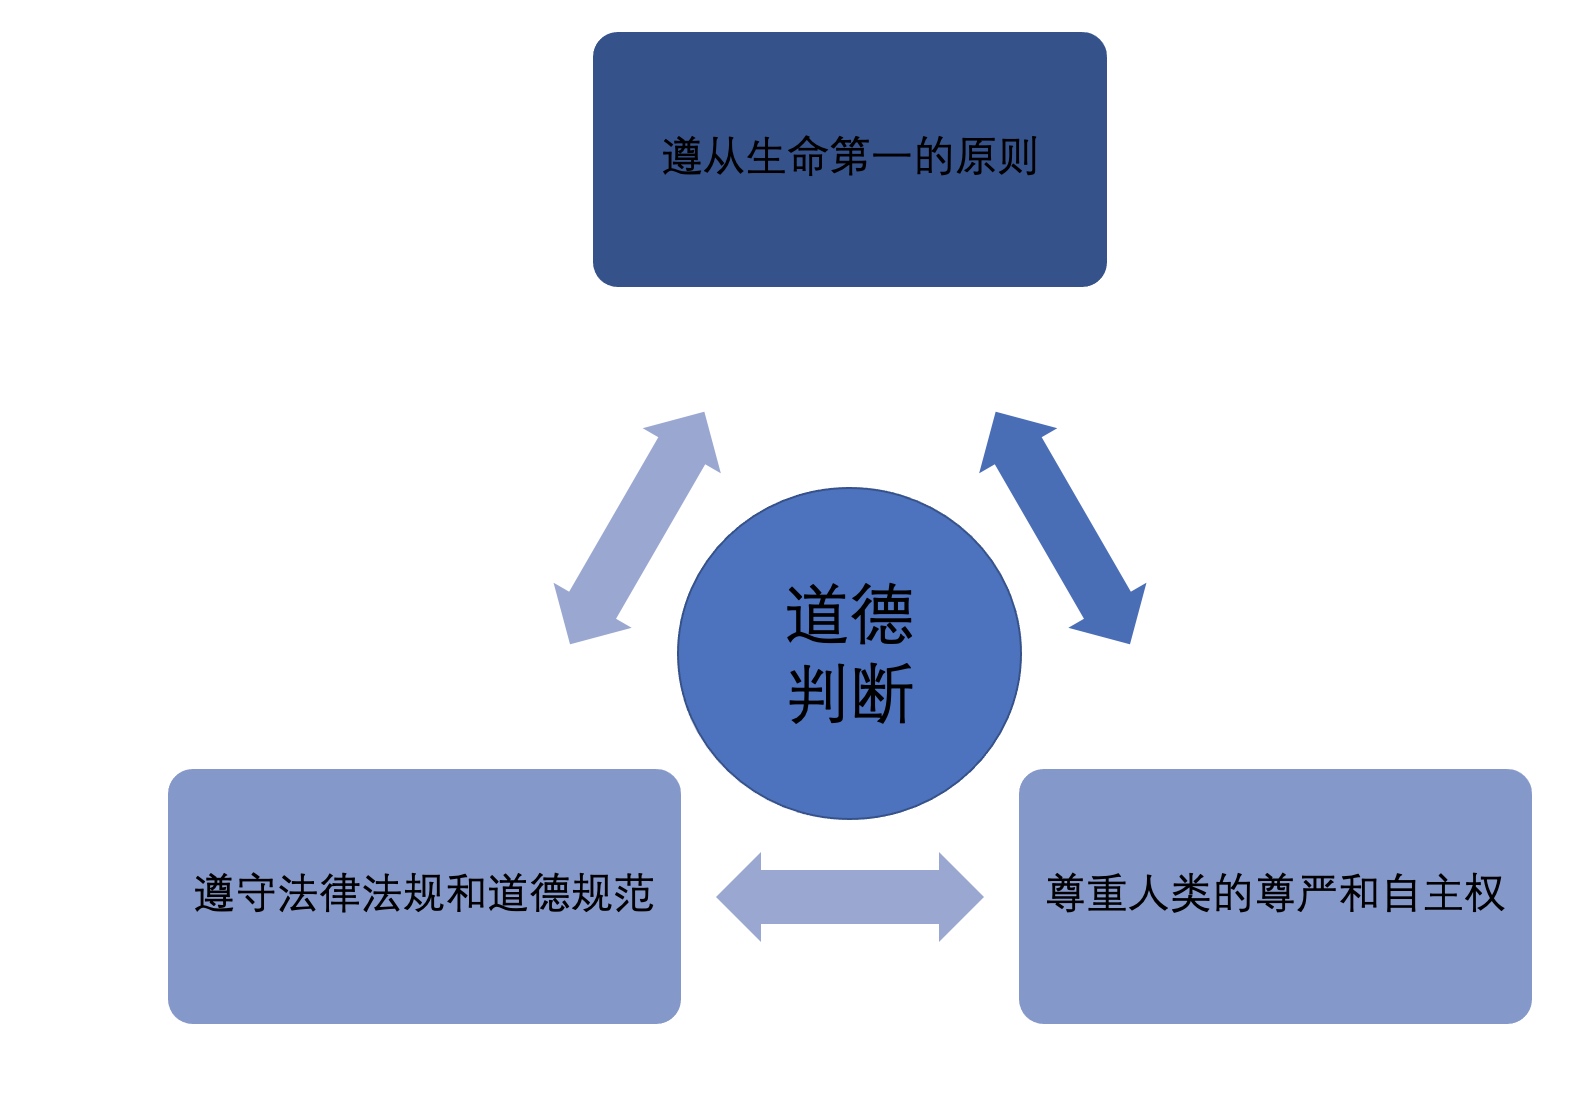 遵从生命第一的原则
道德
判断
遵守法律法规和道德规范
尊重人类的尊严和自主权